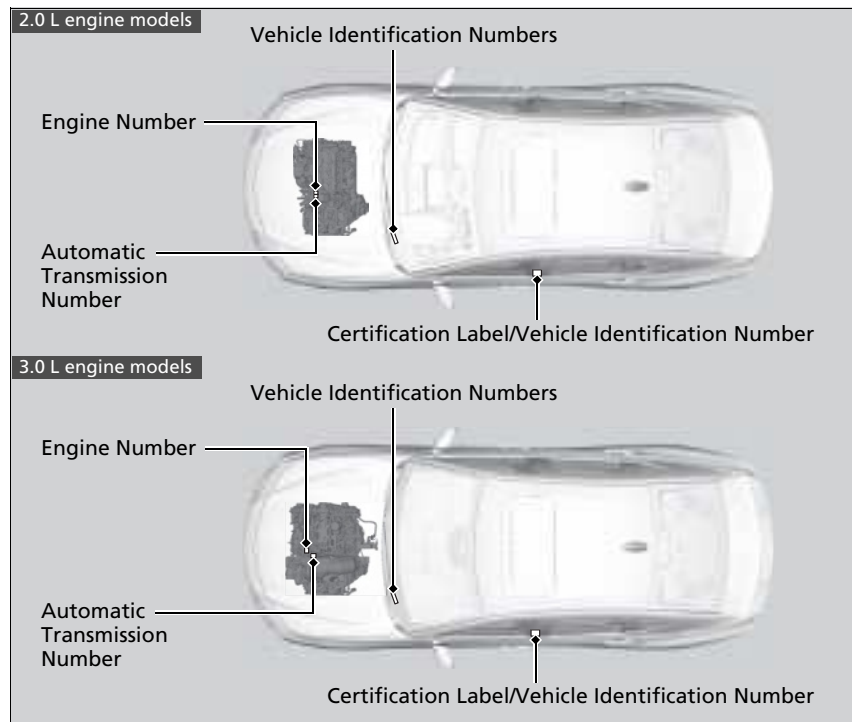 2.0 L engine models
Vehicle Identification Numbers
Engine Number
Automatic
Transmission
Number
Certification Label/Vehicle Identification Number
3.0 L engine models
Vehicle Identification Numbers
Engine Number
Automatic
Transmission
Number
Certification Label/Vehicle Identification Number